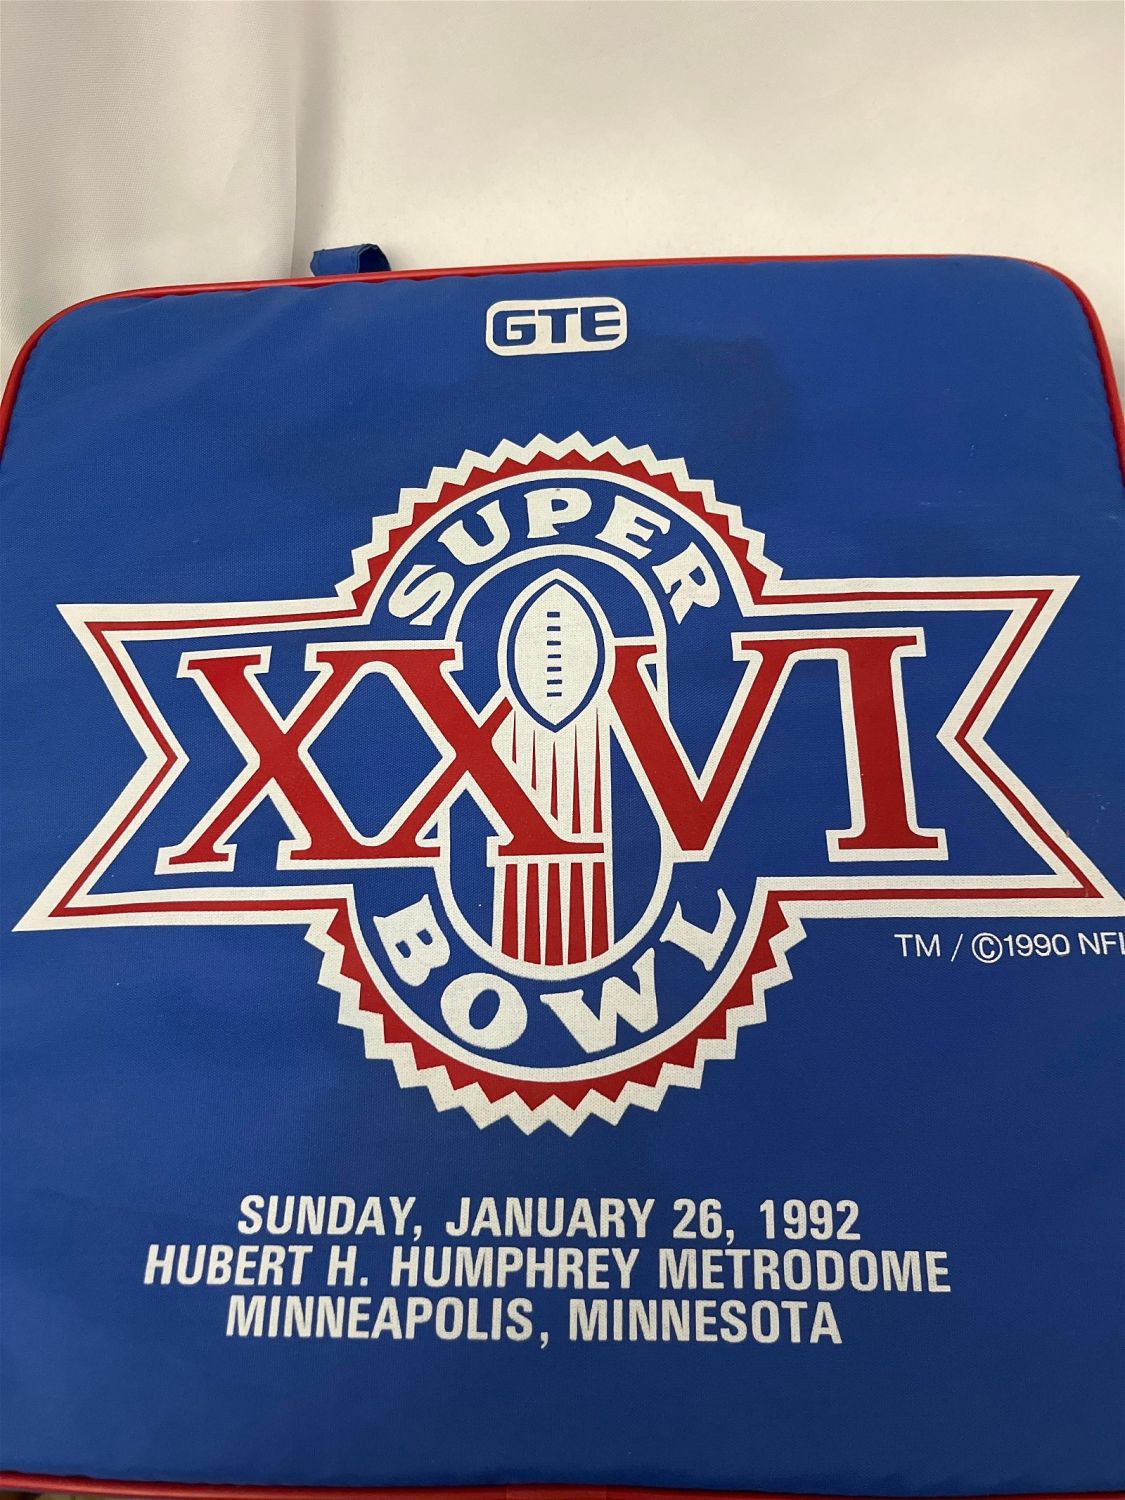 GTE
SUPER
XXVI
BOWL
TM / ©1990 NFL
SUNDAY, JANUARY 26, 1992
HUBERT H. HUMPHREY METRODOME
MINNEAPOLIS, MINNESOTA